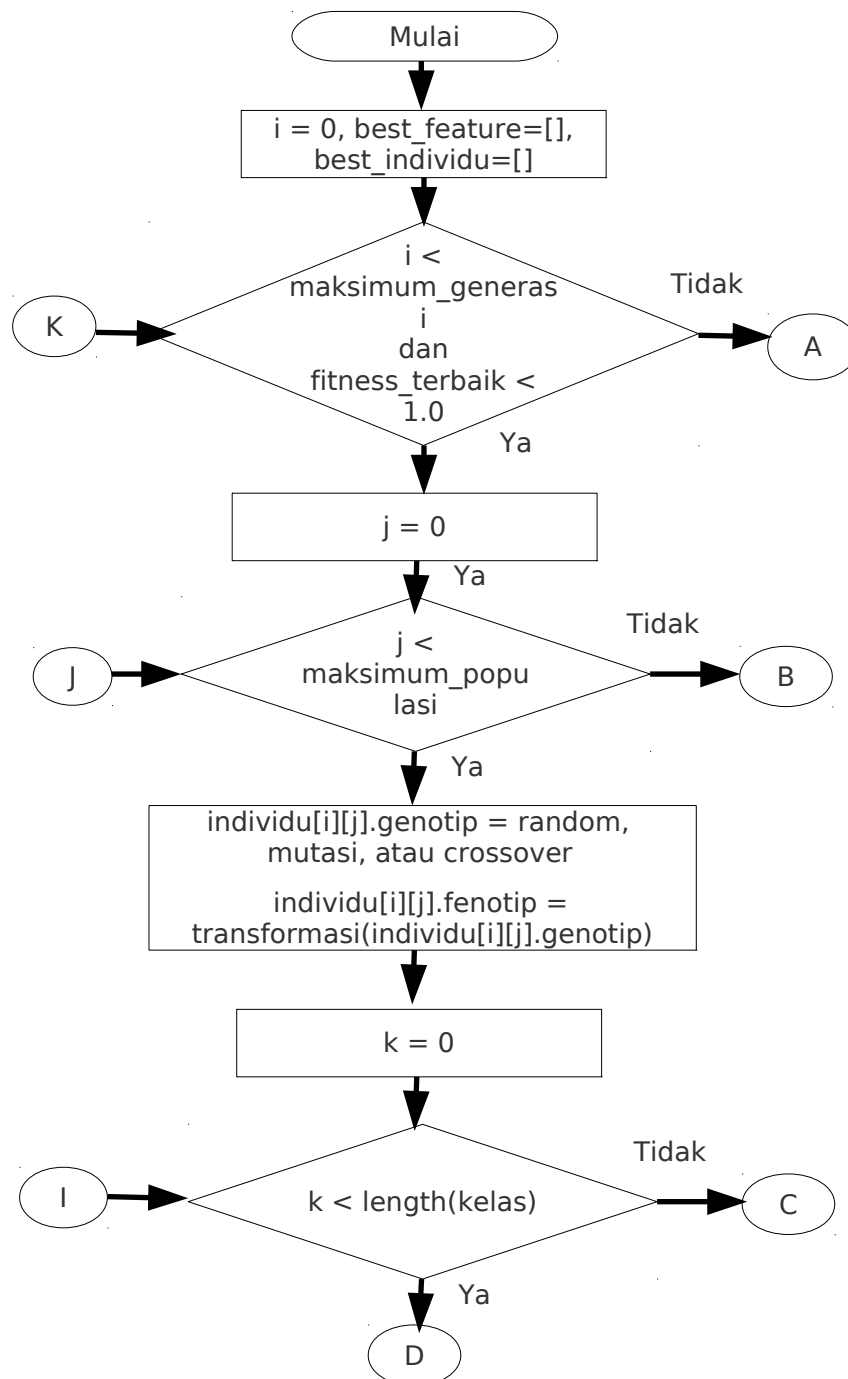 Mulai
i = 0, best_feature=[],
best_individu=[]
i <
maksimum_generas
i
dan
fitness_terbaik <
1.0
Tidak
K
A
Ya
j = 0
Ya
j <
maksimum_popu
lasi
Tidak
J
B
Ya
individu[i][j].genotip = random,
mutasi, atau crossover
individu[i][j].fenotip =
transformasi(individu[i][j].genotip)
k = 0
Tidak
I
k < length(kelas)
C
Ya
D